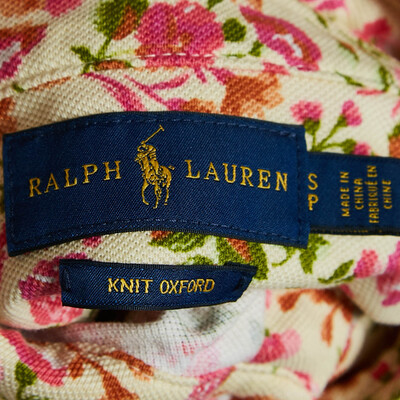 RALPH LAUREN
S
P
MADE IN
CHINA
FABRIQUÉ EN
CHINE
KNIT OXFORD